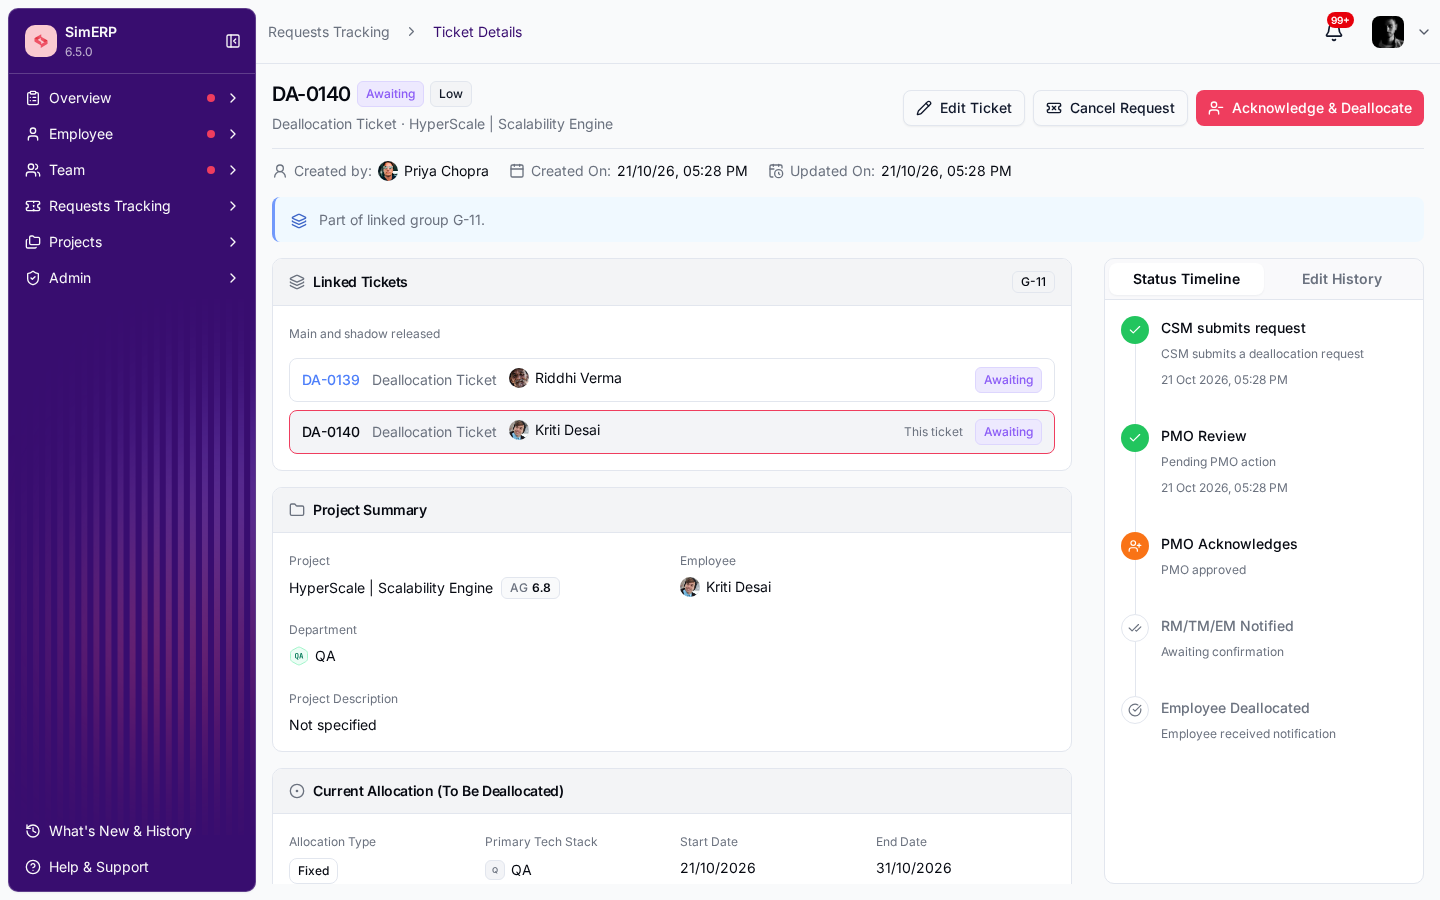 SimERP
6.5.0
Overview
Employee
Team
Requests Tracking
Projects
Admin
What's New & History
Help & Support
Requests Tracking
Ticket Details
99+
DA-0140
Awaiting
Low
Deallocation Ticket · HyperScale | Scalability Engine
Edit Ticket
Cancel Request
Acknowledge & Deallocate
Created by: Priya Chopra
Created On: 21/10/26, 05:28 PM
Updated On: 21/10/26, 05:28 PM
Part of linked group G-11.
Linked Tickets
G-11
Main and shadow released
DA-0139 Deallocation Ticket Riddhi Verma Awaiting
DA-0140 Deallocation Ticket Kriti Desai This ticket Awaiting
Project Summary
Project
HyperScale | Scalability Engine AG 6.8
Employee
Kriti Desai
Department
QA QA
Project Description
Not specified
Current Allocation (To Be Deallocated)
Allocation Type
Fixed
Primary Tech Stack
Q QA
Start Date
21/10/2026
End Date
31/10/2026
Status Timeline
Edit History
CSM submits request
CSM submits a deallocation request
21 Oct 2026, 05:28 PM
PMO Review
Pending PMO action
21 Oct 2026, 05:28 PM
PMO Acknowledges
PMO approved
RM/TM/EM Notified
Awaiting confirmation
Employee Deallocated
Employee received notification